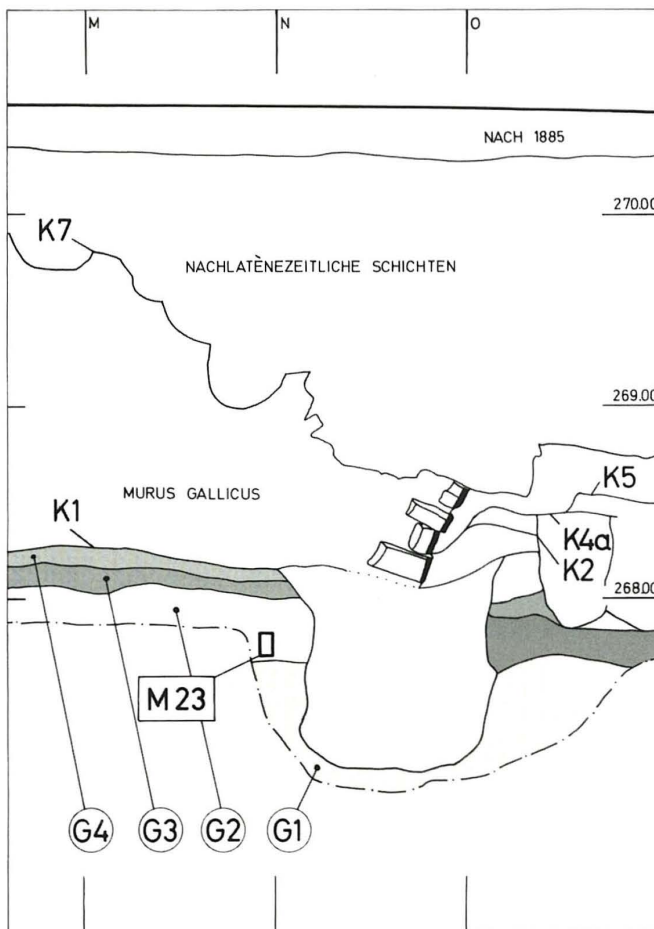 M N O
NACH 1885
270.00
K7
NACHLATÈNEZEITLICHE SCHICHTEN
269.00
K5
MURUS GALLICUS
K1
K4a
K2
268.00
M 23
G4 G3 G2 G1